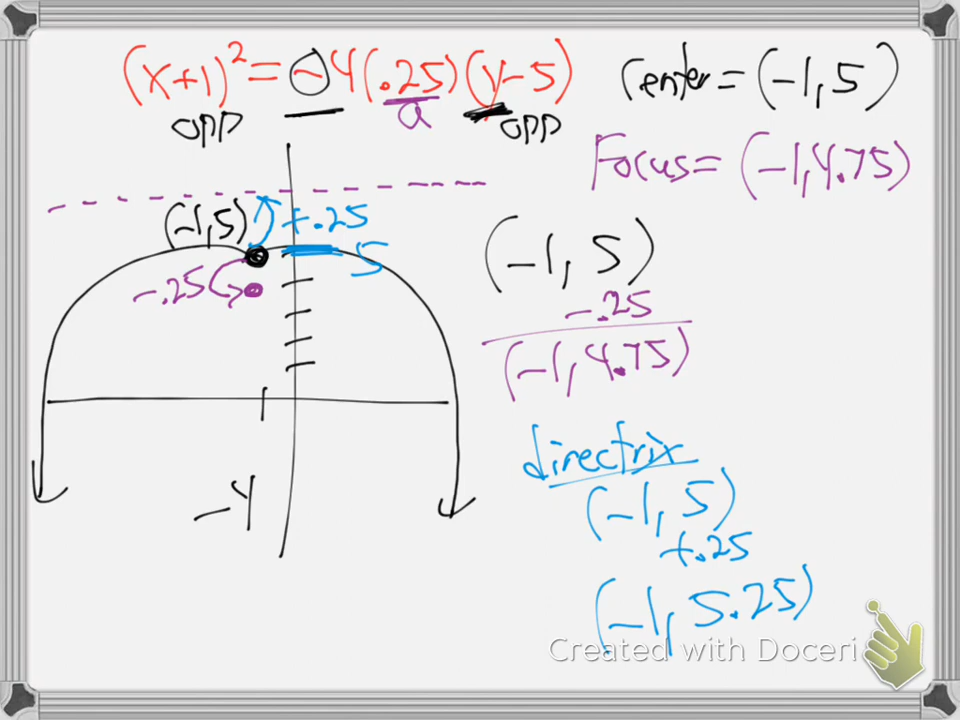 (x+1)² = -4(.25)(y-5)
opp
a
opp
center = (-1,5)
Focus = (-1,4.75)
(-1,5)
+.25
5
-.25
-4
(-1, 5)
-.25
(-1, 4.75)
directrix
(-1, 5)
+.25
(-1, 5.25)
Created with Doceri